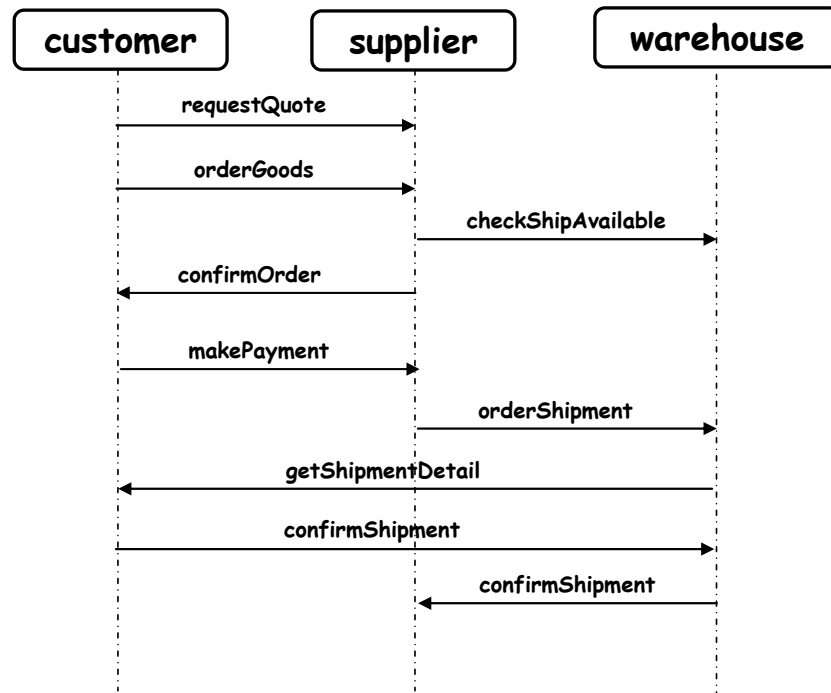 customer
supplier
warehouse
requestQuote
orderGoods
checkShipAvailable
confirmOrder
makePayment
orderShipment
getShipmentDetail
confirmShipment
confirmShipment